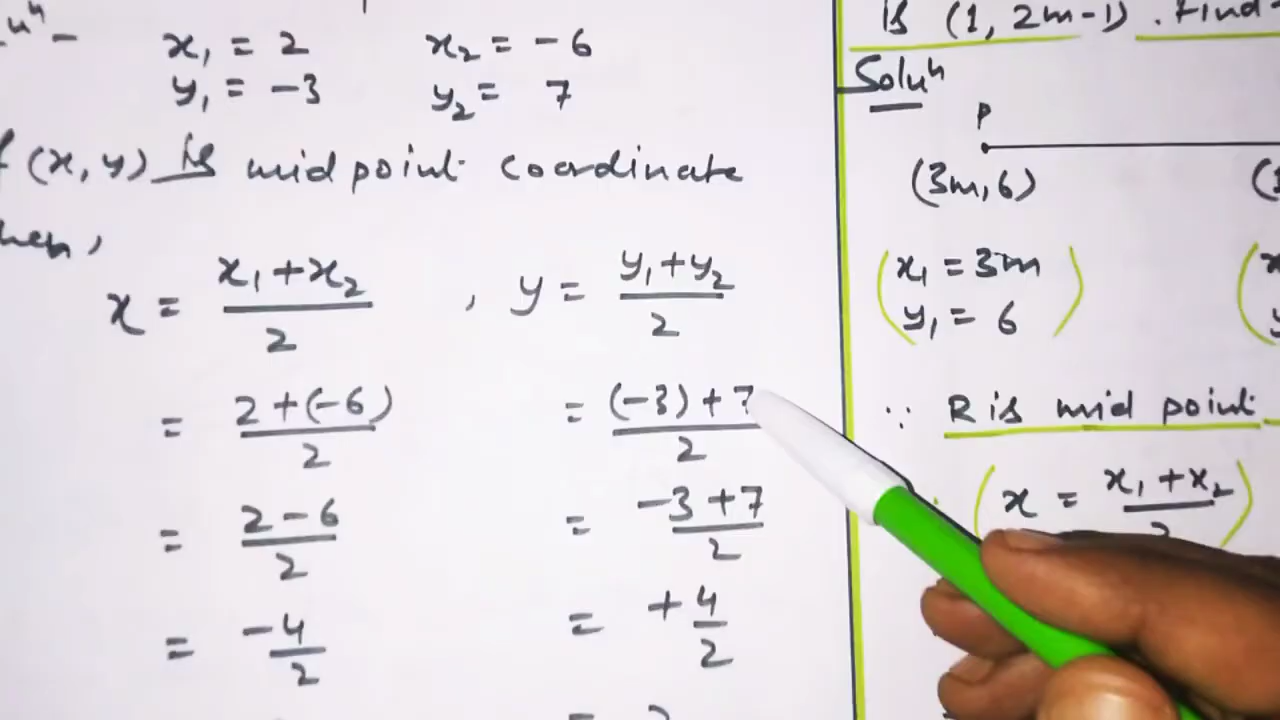 x₁ = 2 x₂ = -6
y₁ = -3 y₂ = 7
(x, y) is mid point coordinate
x = (x₁ + x₂)/2 , y = (y₁ + y₂)/2
= (2 + (-6))/2 = ((-3) + 7)/2
= (2 - 6)/2 = (-3 + 7)/2
= -4/2 = +4/2
= 2
is (1, 2m-1). Find
Soluⁿ
P
(3m, 6)
x₁ = 3m
y₁ = 6
∵ R is mid point
(x = (x₁ + x₂)/2)